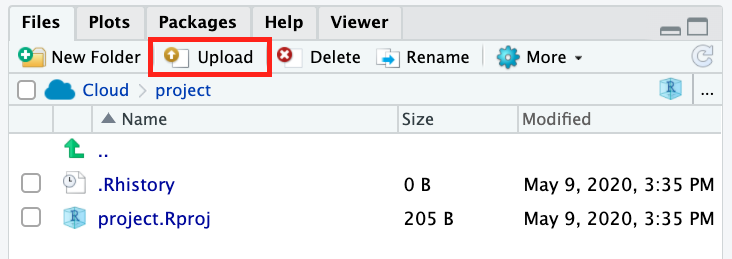 Files Plots Packages Help Viewer
New Folder Upload Delete Rename More
Cloud project R ...
Name Size Modified
..
.Rhistory 0 B May 9, 2020, 3:35 PM
R project.Rproj 205 B May 9, 2020, 3:35 PM